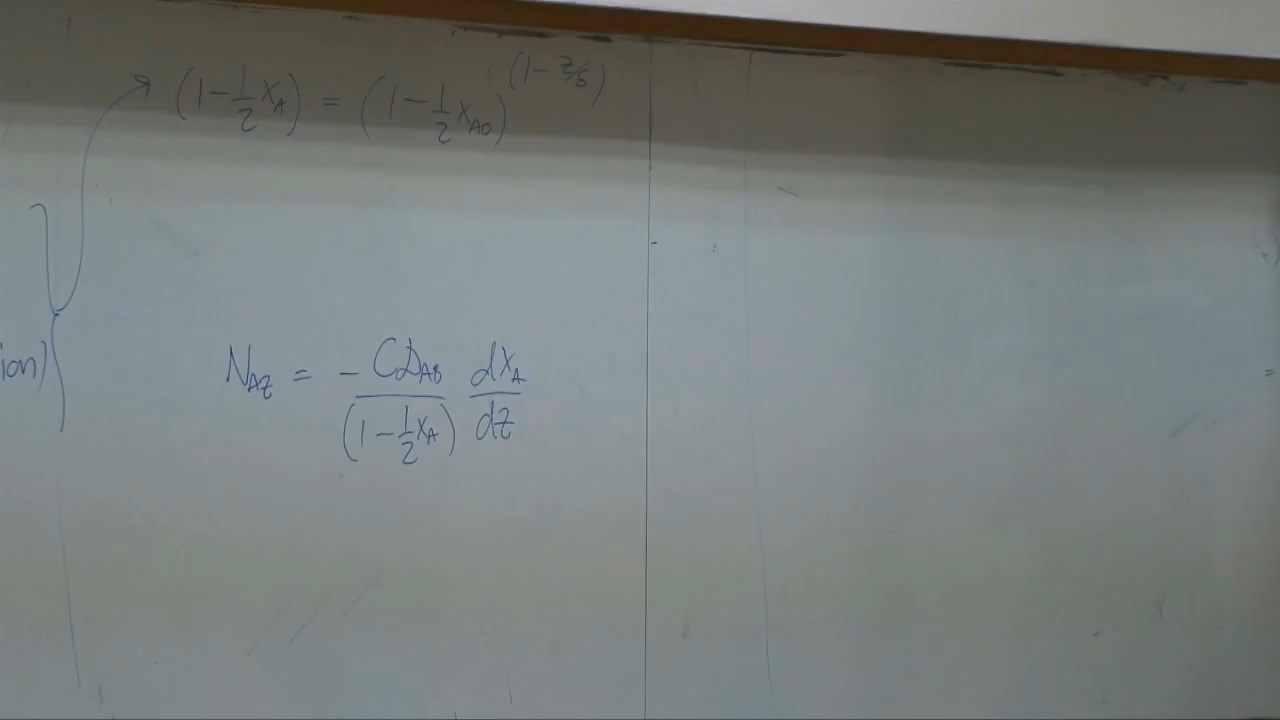 (1 - 1/2 X_A) = (1 - 1/2 X_A0)^(1 - z/δ)
ion)
N_Az = - C D_AB / (1 - 1/2 X_A) dX_A/dz
=